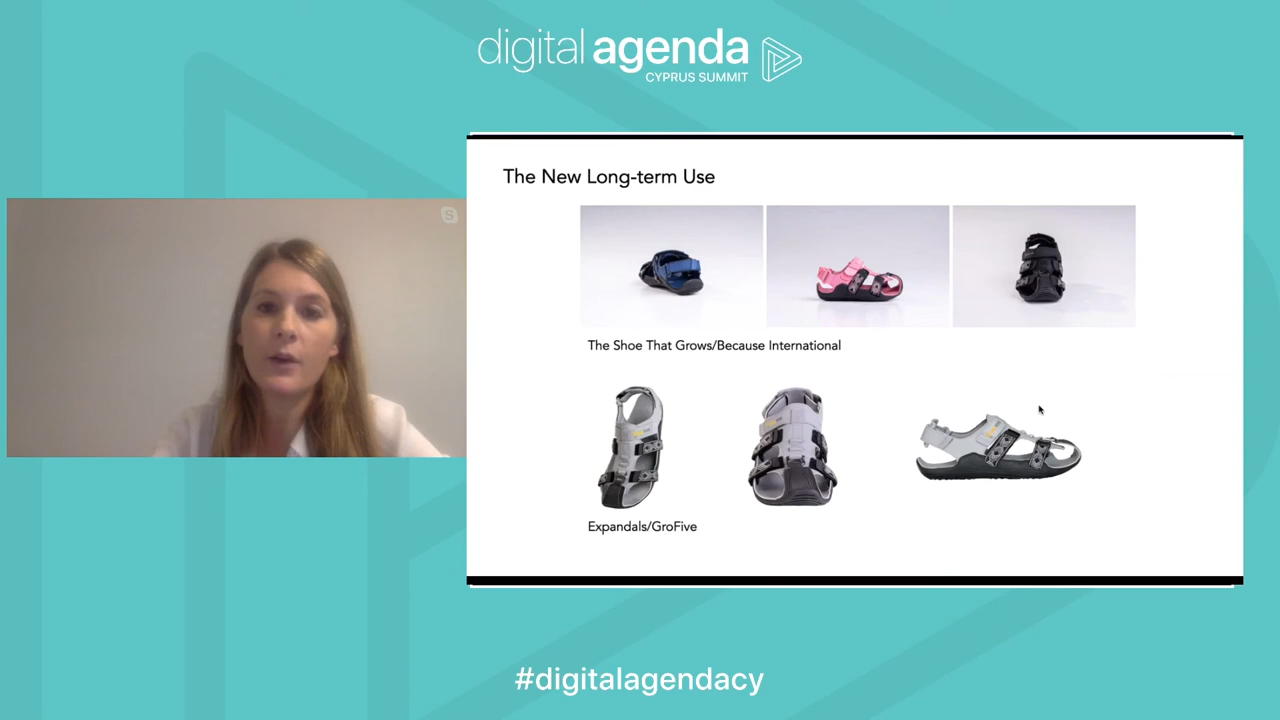 digital agenda
CYPRUS SUMMIT
The New Long-term Use
The Shoe That Grows/Because International
Expandals/GroFive
#digitalagendacy